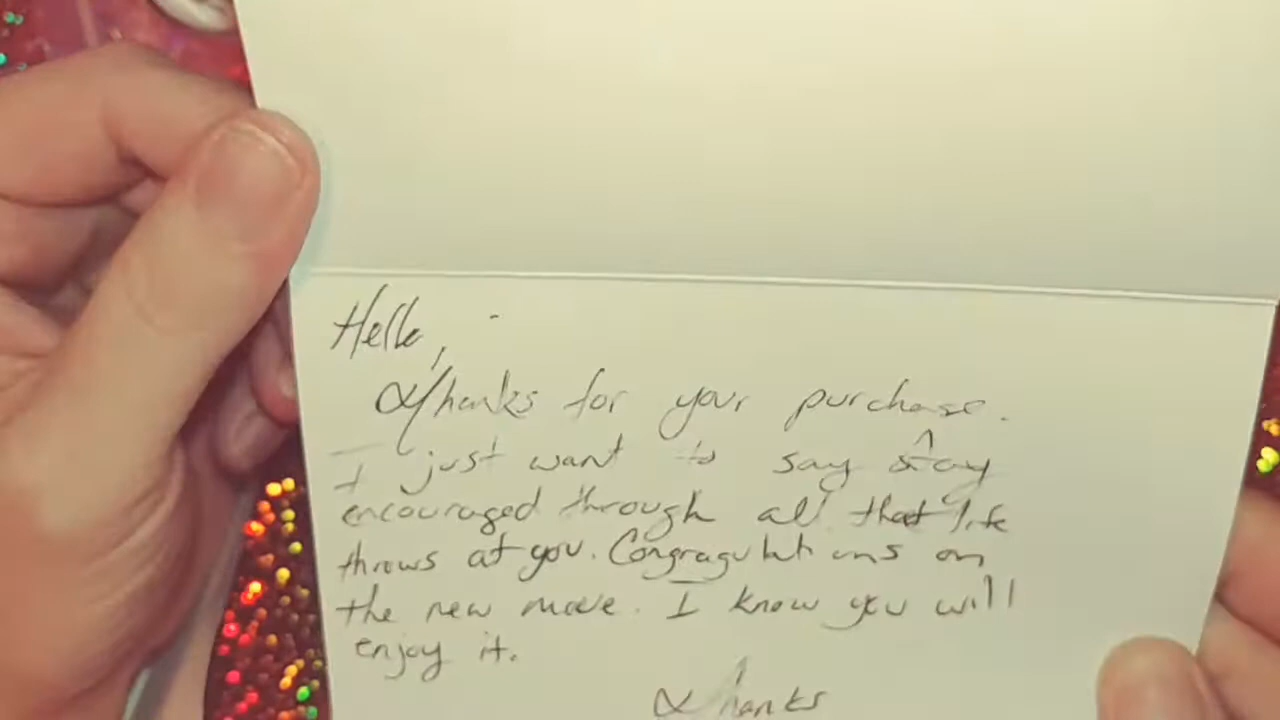 Hello,
Thanks for your purchase.
I just want to say stay
encouraged through all that life
throws at you. Congragulations on
the new move. I know you will
enjoy it.
Thanks